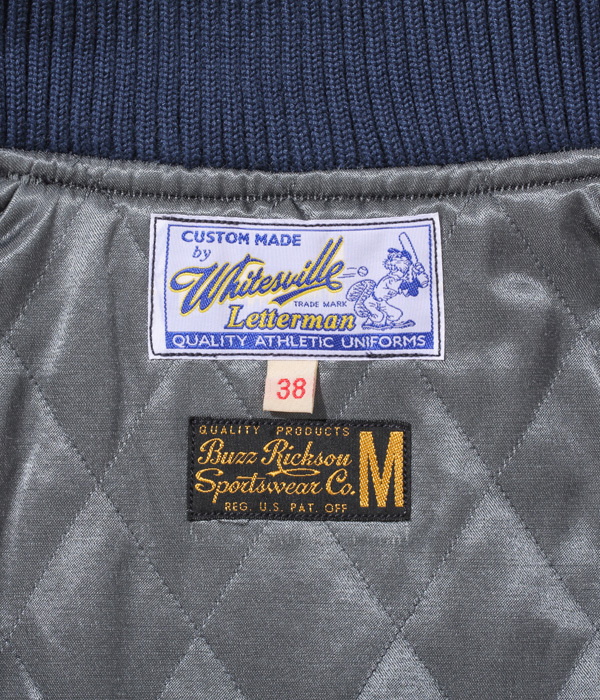 CUSTOM MADE
by
Whitesville
TRADE MARK
Letterman
QUALITY ATHLETIC UNIFORMS
38
QUALITY PRODUCTS
Buzz Rickson
Sportswear Co. M
REG. U.S. PAT. OFF